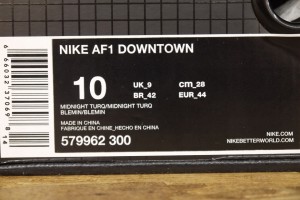 NIKE AF1 DOWNTOWN
10
UK_9
CM_28
BR_42
EUR_44
MIDNIGHT TURQ/MIDNIGHT TURQ
BLEMIN/BLEMIN
MADE IN CHINA
FABRIQUE EN CHINE_HECHO EN CHINA
579962 300
NIKE.COM
NIKEBETTERWORLD.COM